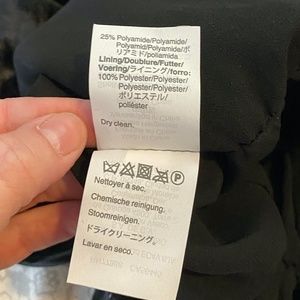 25% Polyamide/Polyamide/
Polyamid/Polyamide/ポ
リアミド/poliamida.
Lining/Doublure/Futter/
Voering/ライニング/forro:
100% Polyester/Polyester/
Polyester/Polyester/
ポリエステル/
poliéster
Dry clean.
Nettoyer à sec.
Chemische reinigung.
Stoomreinigen.
ドライクリーニング。
Lavar en seco.